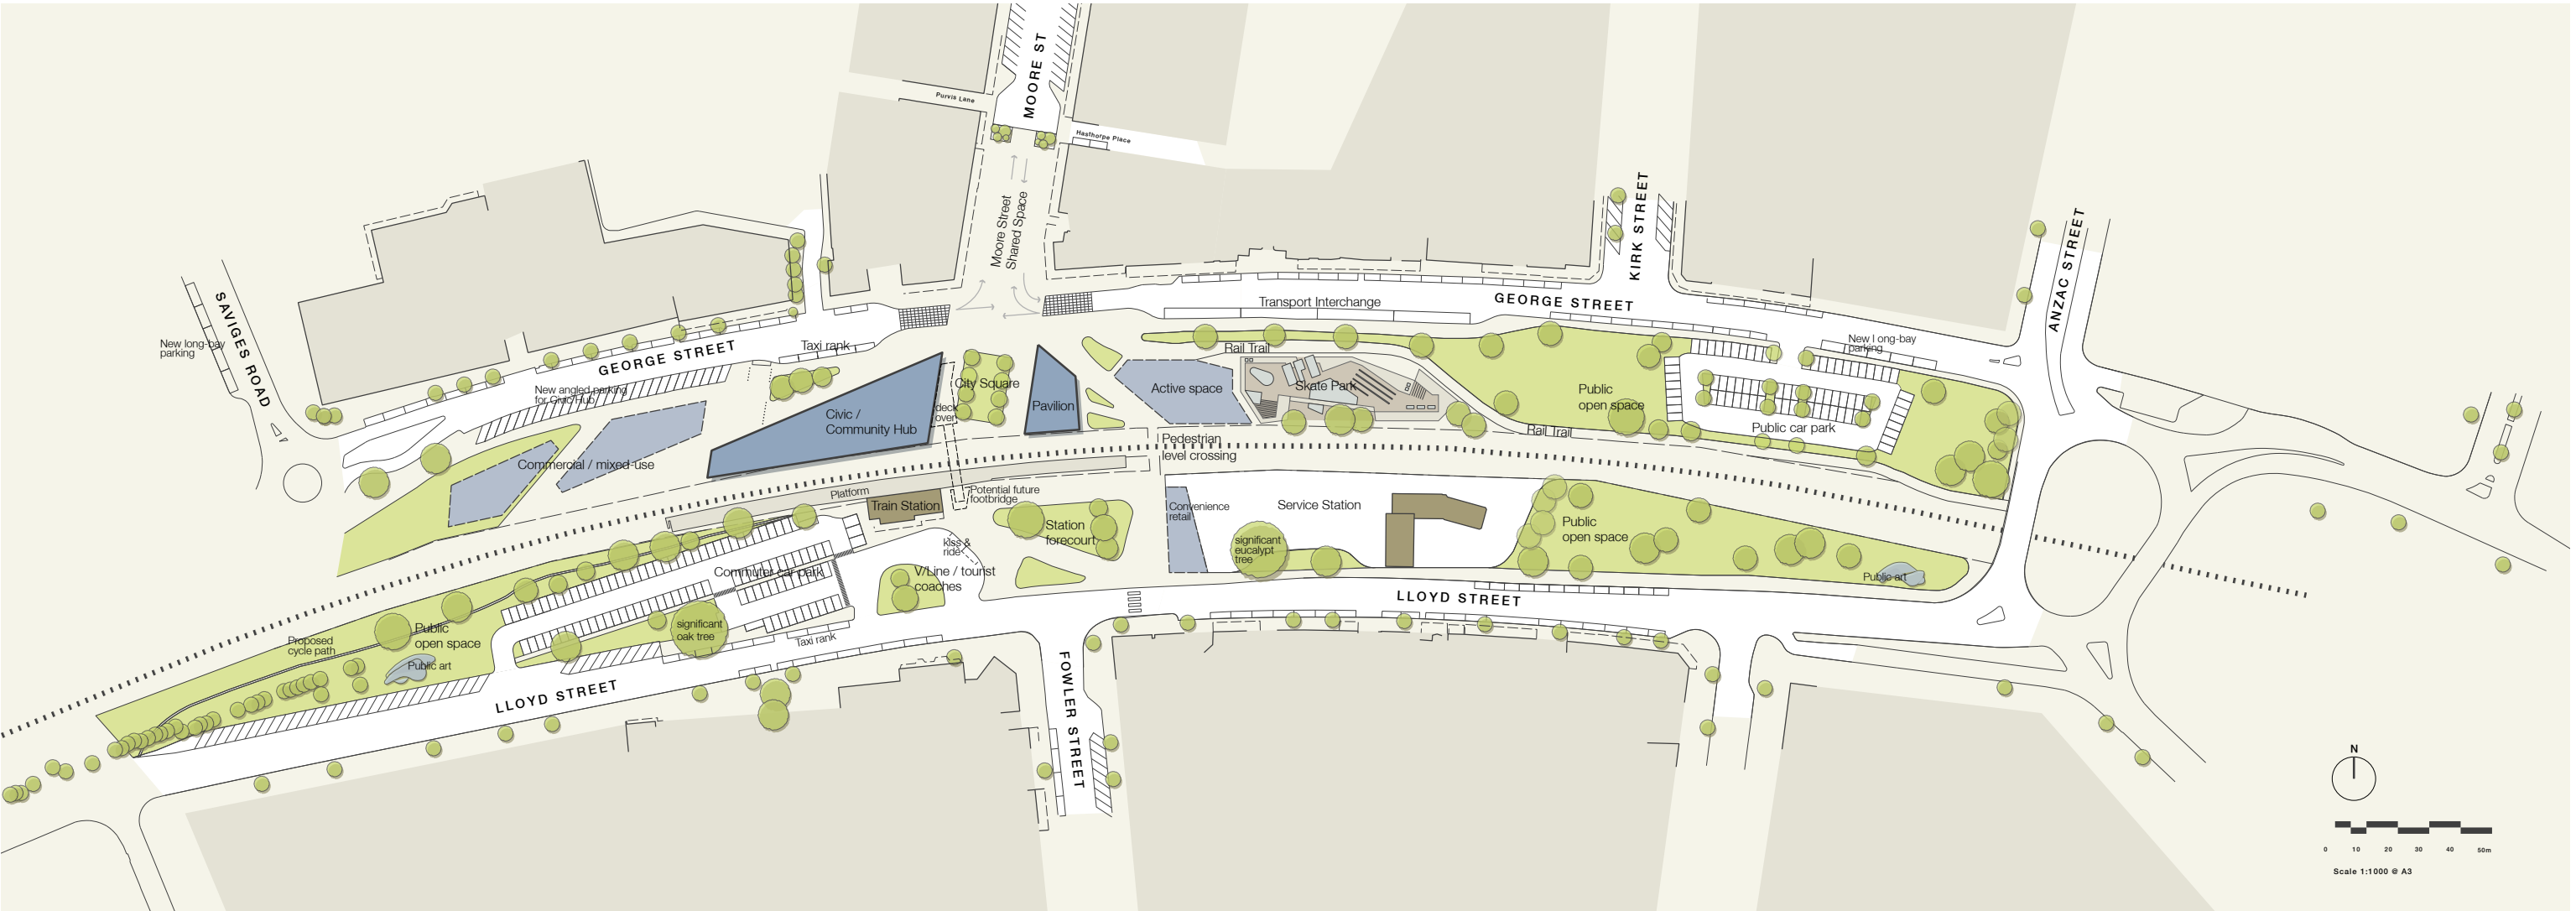 MOORE ST
Purvis Lane
Hasthorpe Place
Moore Street
Shared Space
KIRK STREET
ANZAC STREET
SAVIGES ROAD
New long-bay
parking
GEORGE STREET
Taxi rank
Transport Interchange
GEORGE STREET
New l ong-bay
parking
Rail Trail
New angled parking
for Civic Hub
City Square
deck
over
Civic /
Community Hub
Pavilion
Active space
Skate Park
Public
open space
Public car park
Rail Trail
Pedestrian
level crossing
Commercial / mixed-use
Platform
Train Station
Potential future
footbridge
Station
forecourt
Convenience
retail
Service Station
significant
eucalypt
tree
Public
open space
Public art
kiss &
ride
V/Line / tourist
coaches
Commuter car park
LLOYD STREET
significant
oak tree
Taxi rank
Proposed
cycle path
Public
open space
Public art
LLOYD STREET
FOWLER STREET
N
0 10 20 30 40 50m
Scale 1:1000 @ A3